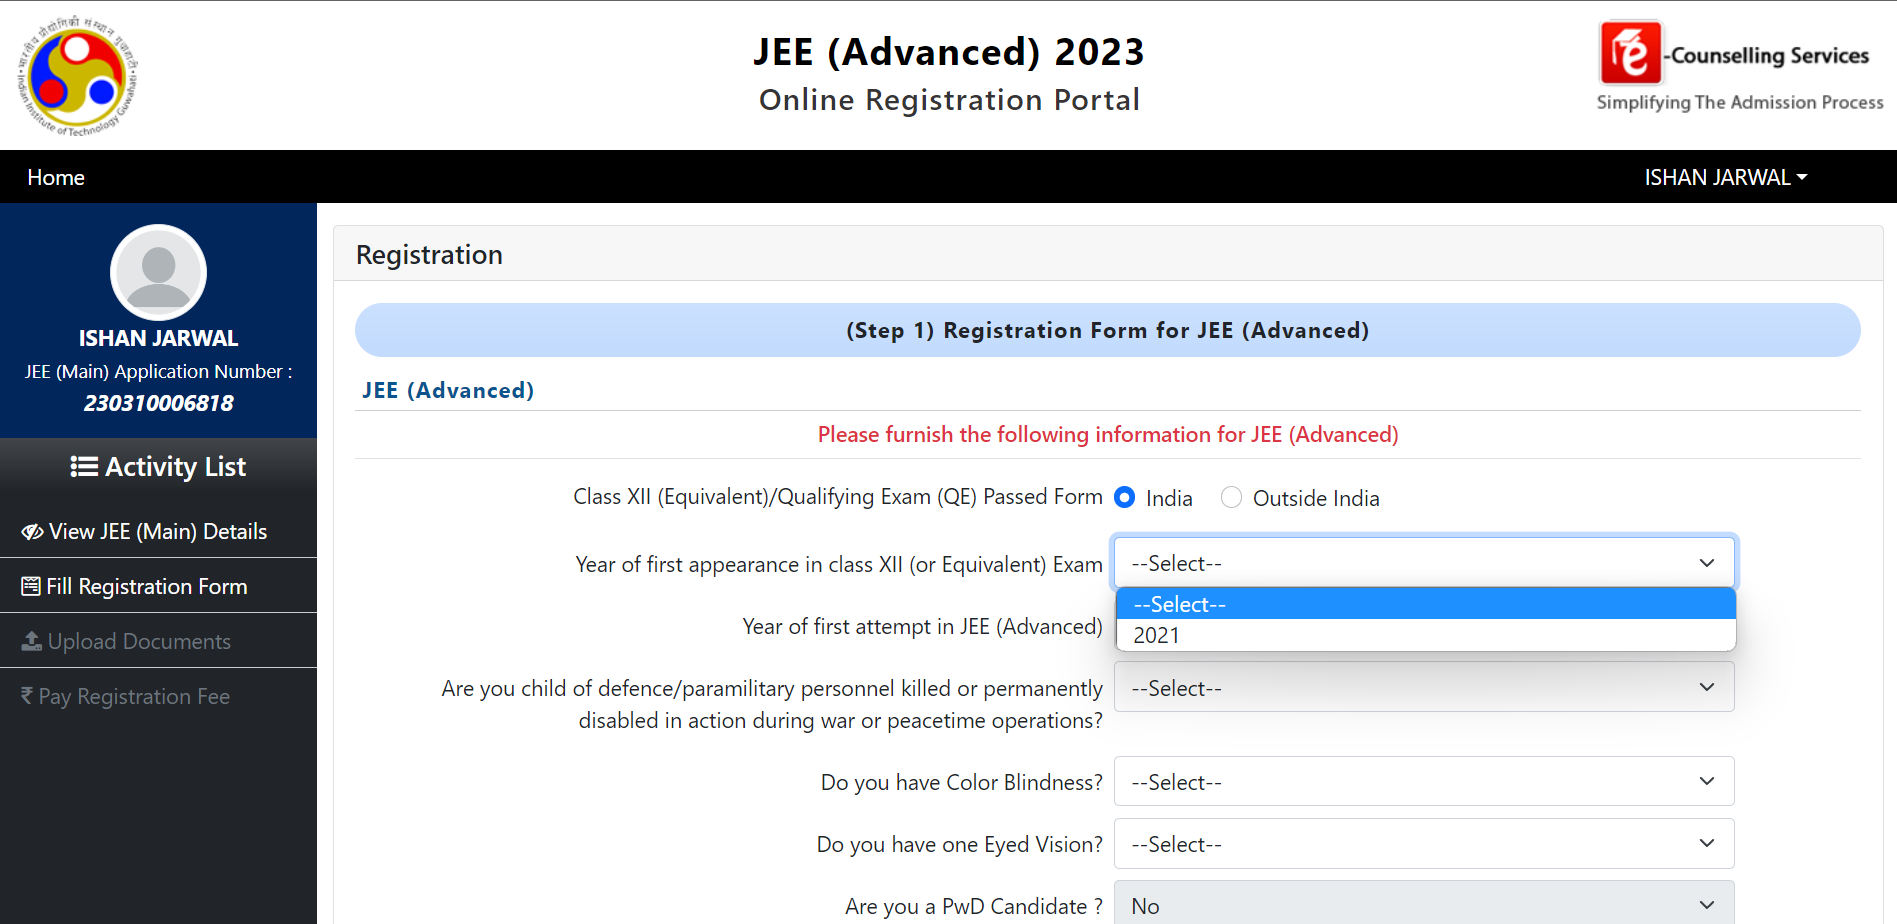 भारतीय प्रौद्योगिकी संस्थान गुवाहाटी
Indian Institute of Technology Guwahati
JEE (Advanced) 2023
Online Registration Portal
e-Counselling Services
Simplifying The Admission Process
Home
ISHAN JARWAL
ISHAN JARWAL
JEE (Main) Application Number :
230310006818
Activity List
View JEE (Main) Details
Fill Registration Form
Upload Documents
₹ Pay Registration Fee
Registration
(Step 1) Registration Form for JEE (Advanced)
JEE (Advanced)
Please furnish the following information for JEE (Advanced)
Class XII (Equivalent)/Qualifying Exam (QE) Passed Form India Outside India
Year of first appearance in class XII (or Equivalent) Exam --Select--
--Select--
2021
Year of first attempt in JEE (Advanced)
Are you child of defence/paramilitary personnel killed or permanently
disabled in action during war or peacetime operations?
--Select--
Do you have Color Blindness? --Select--
Do you have one Eyed Vision? --Select--
Are you a PwD Candidate ? No